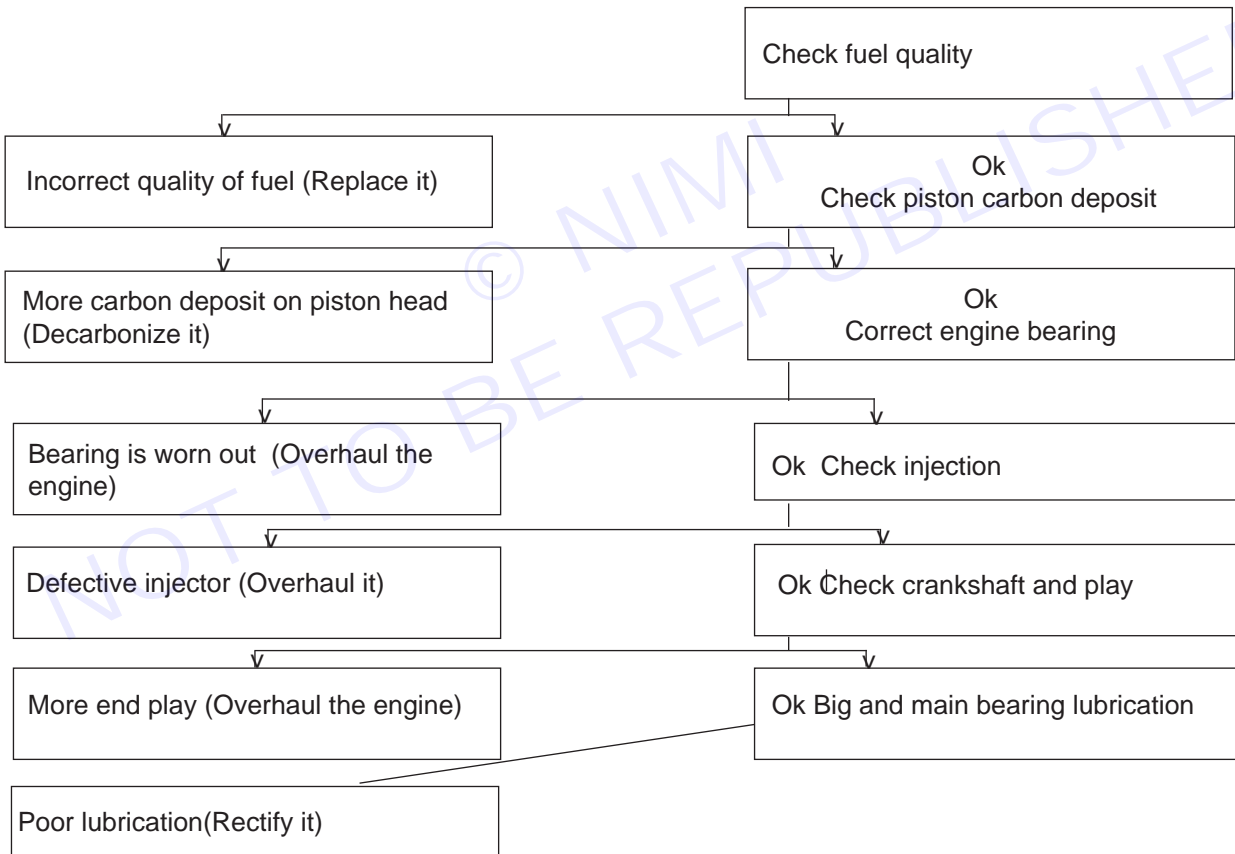 Check fuel quality
Incorrect quality of fuel (Replace it)
Ok
Check piston carbon deposit
More carbon deposit on piston head
(Decarbonize it)
Ok
Correct engine bearing
Bearing is worn out (Overhaul the
engine)
Ok Check injection
Defective injector (Overhaul it)
Ok Check crankshaft and play
More end play (Overhaul the engine)
Ok Big and main bearing lubrication
Poor lubrication(Rectify it)
© NIMI
NOT TO BE REPUBLISHE